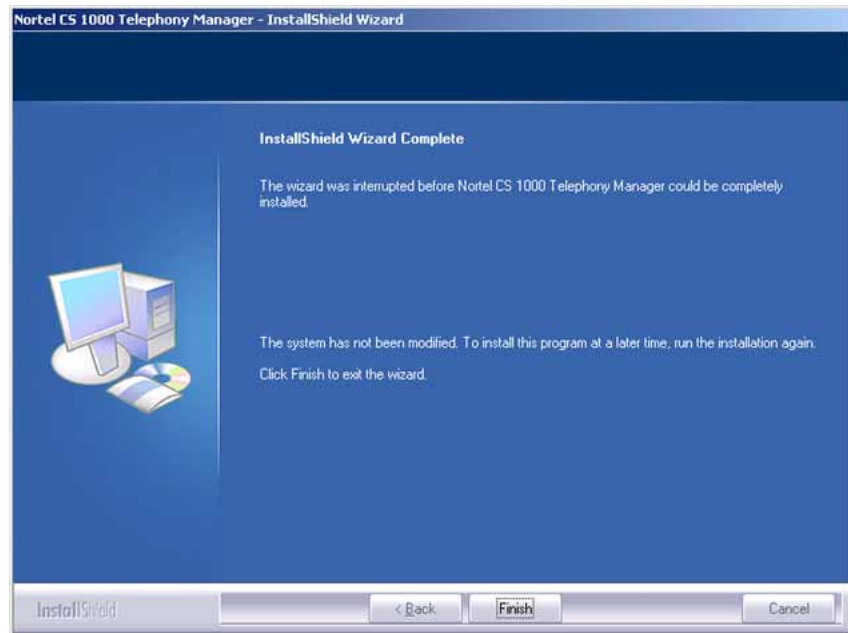 Nortel CS 1000 Telephony Manager - InstallShield Wizard
InstallShield Wizard Complete
The wizard was interrupted before Nortel CS 1000 Telephony Manager could be completely
installed.
The system has not been modified. To install this program at a later time, run the installation again.
Click Finish to exit the wizard.
InstallShield
< Back
Finish
Cancel